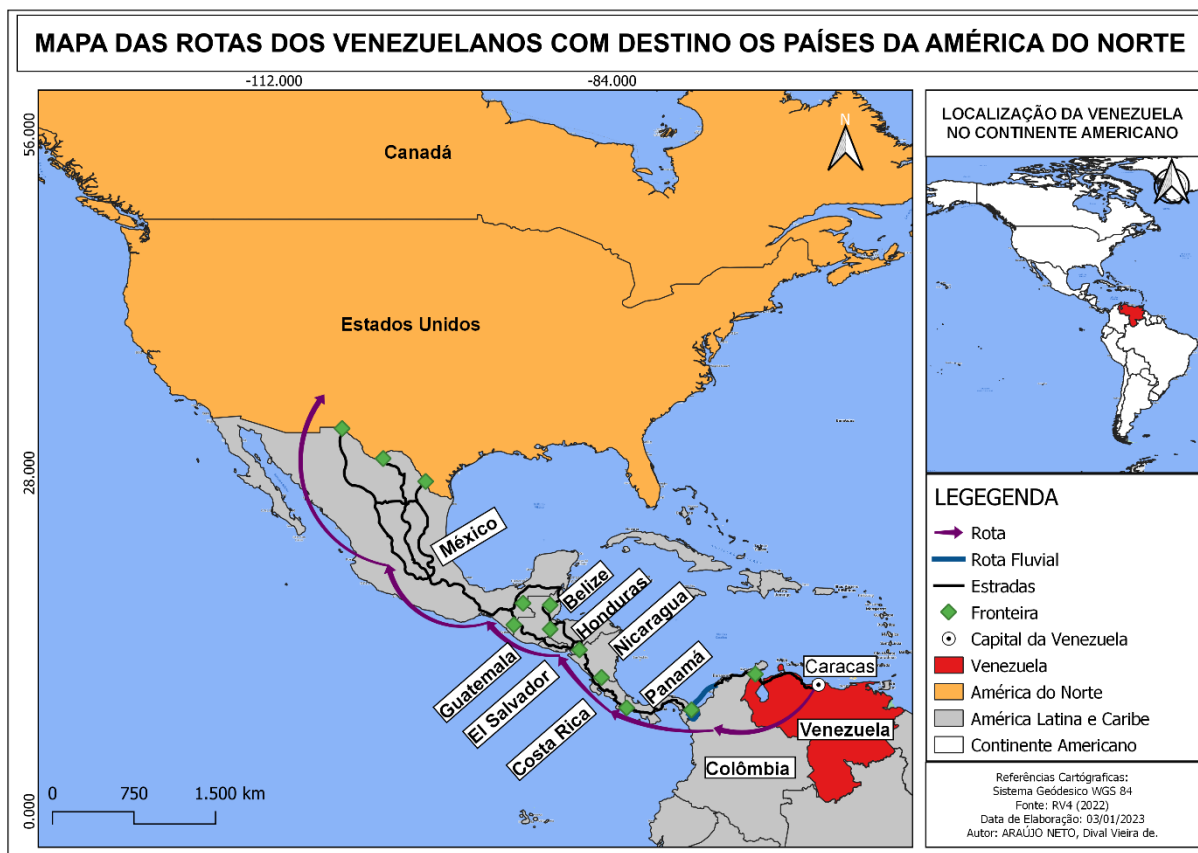 MAPA DAS ROTAS DOS VENEZUELANOS COM DESTINO OS PAÍSES DA AMÉRICA DO NORTE
-112.000
-84.000
56.000
28.000
0.000
N
Canadá
Estados Unidos
México
Belize
Honduras
Nicaragua
Guatemala
El Salvador
Costa Rica
Panamá
Caracas
Venezuela
Colômbia
0 750 1.500 km
LOCALIZAÇÃO DA VENEZUELA
NO CONTINENTE AMERICANO
LEGEGENDA
Rota
Rota Fluvial
Estradas
Fronteira
Capital da Venezuela
Venezuela
América do Norte
América Latina e Caribe
Continente Americano
Referências Cartógraficas:
Sistema Geódesico WGS 84
Fonte: RV4 (2022)
Data de Elaboração: 03/01/2023
Autor: ARAÚJO NETO, Dival Vieira de.